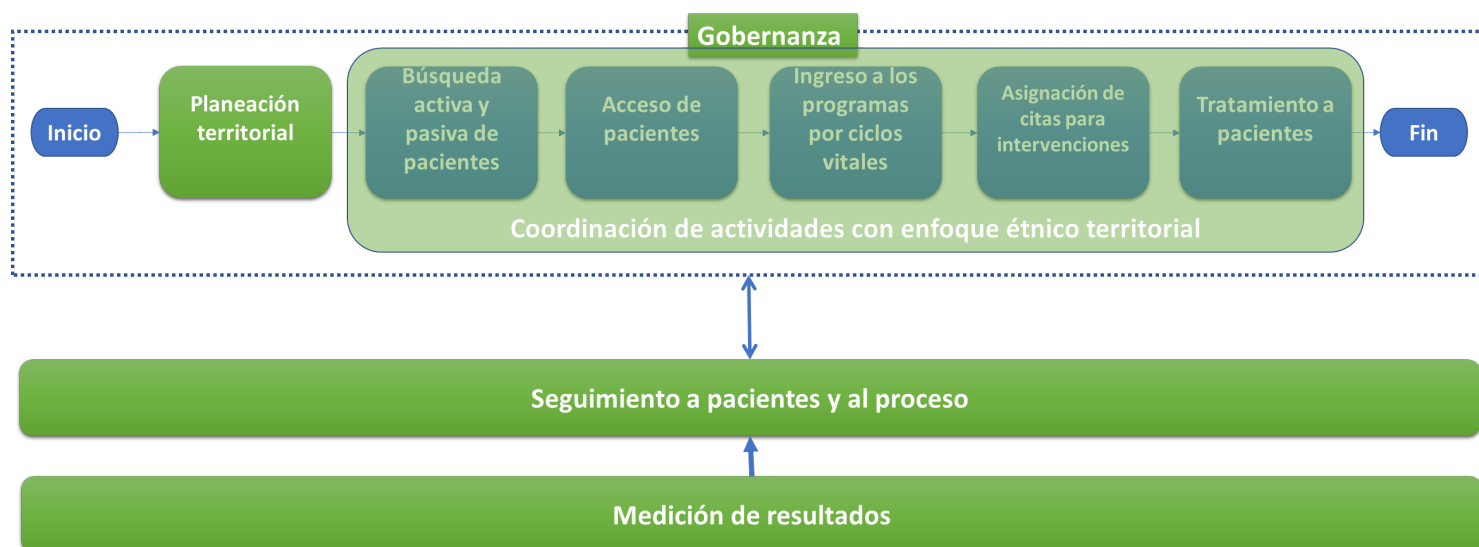 Gobernanza
Inicio
Planeación
territorial
Búsqueda
activa y
pasiva de
pacientes
Acceso de
pacientes
Ingreso a los
programas
por ciclos
vitales
Asignación de
citas para
intervenciones
Tratamiento a
pacientes
Fin
Coordinación de actividades con enfoque étnico territorial
Seguimiento a pacientes y al proceso
Medición de resultados